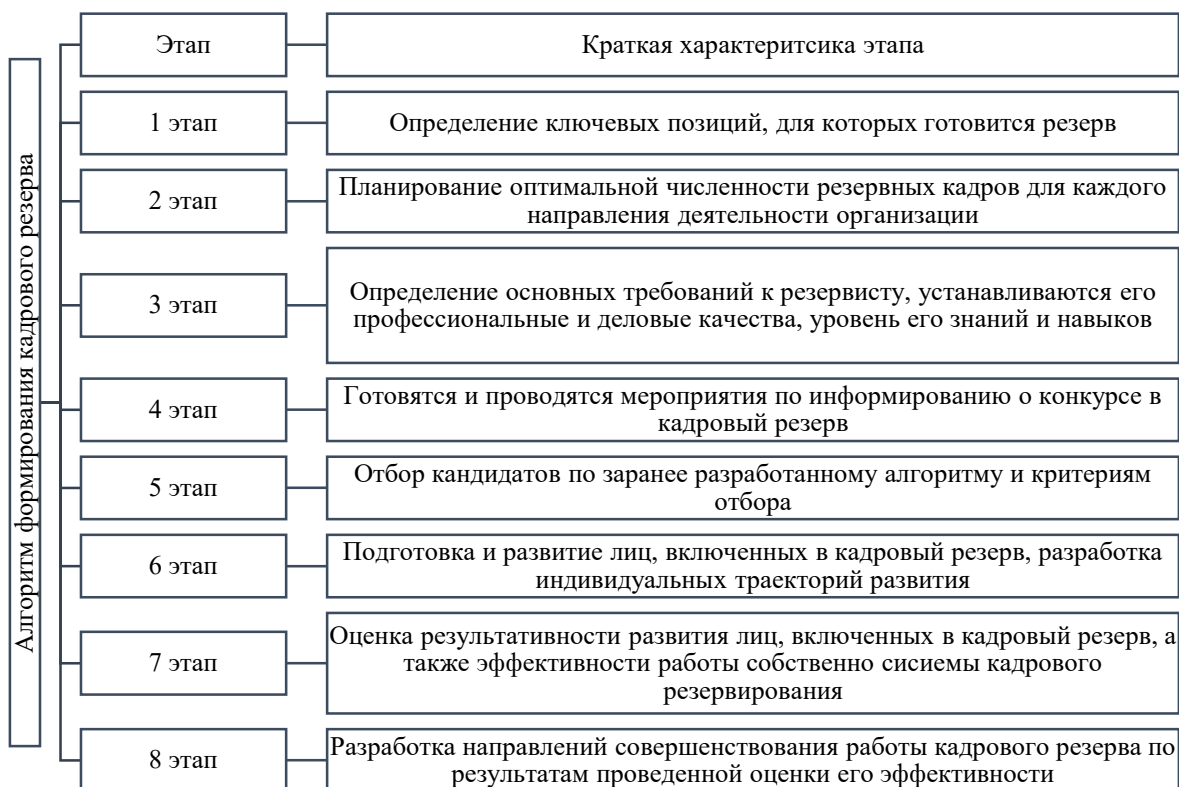 Алгоритм формирования кадрового резерва
Этап
Краткая характеритсика этапа
1 этап
Определение ключевых позиций, для которых готовится резерв
2 этап
Планирование оптимальной численности резервных кадров для каждого
направления деятельности организации
3 этап
Определение основных требований к резервисту, устанавливаются его
профессиональные и деловые качества, уровень его знаний и навыков
4 этап
Готовятся и проводятся мероприятия по информированию о конкурсе в
кадровый резерв
5 этап
Отбор кандидатов по заранее разработанному алгоритму и критериям
отбора
6 этап
Подготовка и развитие лиц, включенных в кадровый резерв, разработка
индивидуальных траекторий развития
7 этап
Оценка результативности развития лиц, включенных в кадровый резерв, а
также эффективности работы собственно сисиемы кадрового
резервирования
8 этап
Разработка направлений совершенствования работы кадрового резерва по
результатам проведенной оценки его эффективности